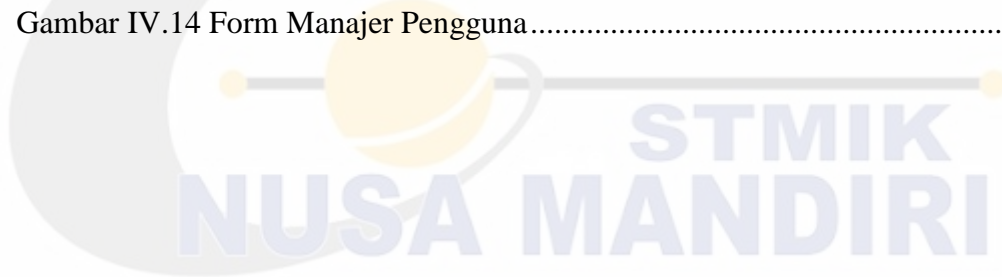 Gambar IV.14 Form Manajer Pengguna............................................................
STMIK
NUSA MANDIRI